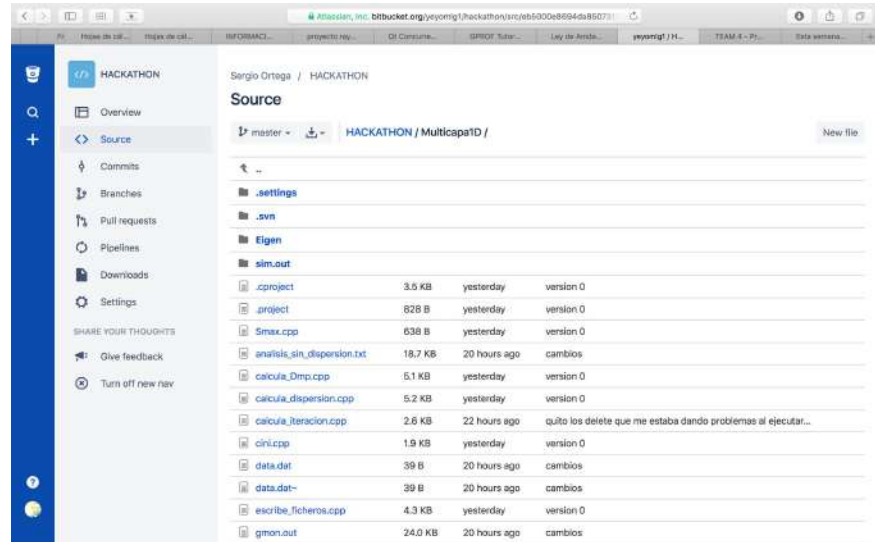 Atlassian, Inc. bitbucket.org/yeyomig1/hackathon/src/eb5000e8694da85073
Hojas de cál... Hojas de cál... INFORMACI... proyecto rey... GPROF Tutor... Ley de Amda... yeyomig1 / H... TEAM 4 – Pr... Esta semana...
HACKATHON
Overview
Source
Commits
Branches
Pull requests
Pipelines
Downloads
Settings
SHARE YOUR THOUGHTS
Give feedback
Turn off new nav
Sergio Ortega / HACKATHON
Source
master
HACKATHON / Multicapa1D /
New file
..
.settings
.svn
Eigen
sim.out
.cproject 3.5 KB yesterday version 0
.project 828 B yesterday version 0
Smax.cpp 638 B yesterday version 0
analisis_sin_dispersion.txt 18.7 KB 20 hours ago cambios
calcula_Dmp.cpp 5.1 KB yesterday version 0
calcula_dispersion.cpp 5.2 KB yesterday version 0
calcula_iteracion.cpp 2.6 KB 22 hours ago quito los delete que me estaba dando problemas al ejecutar...
cini.cpp 1.9 KB yesterday version 0
data.dat 39 B 20 hours ago cambios
data.dat~ 39 B 20 hours ago cambios
escribe_ficheros.cpp 4.3 KB yesterday version 0
gmon.out 24.0 KB 20 hours ago cambios